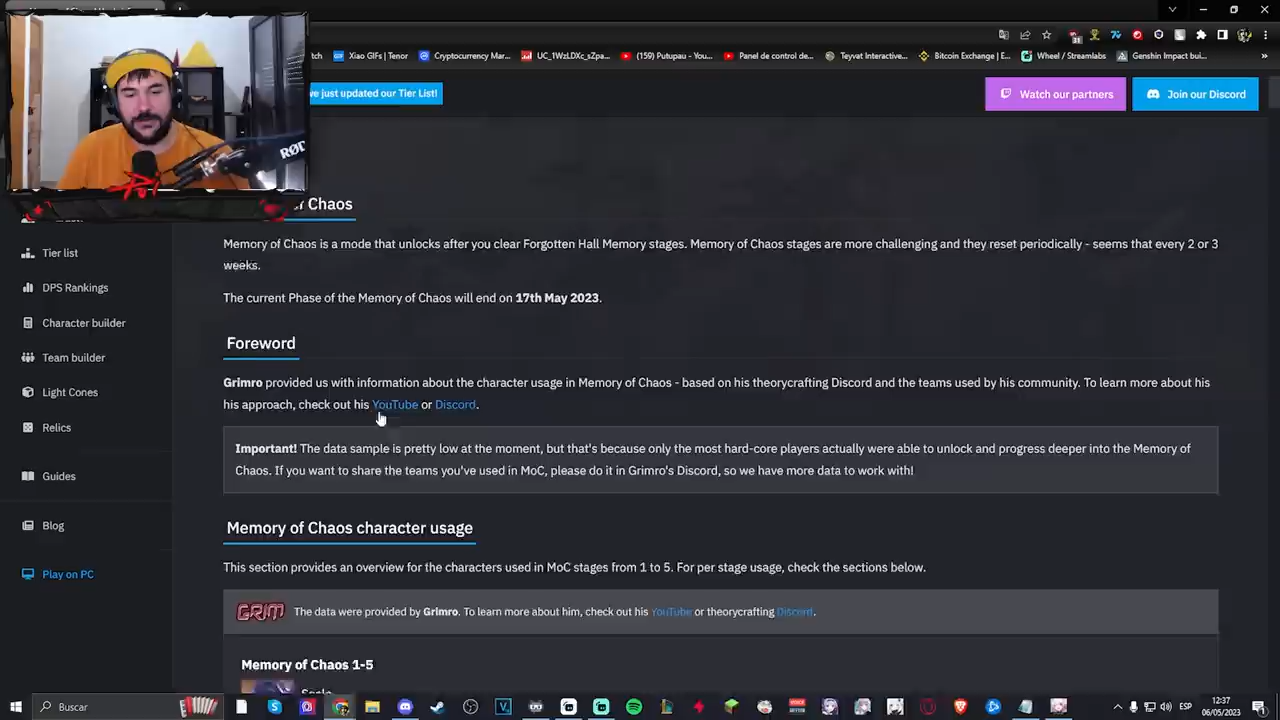 tch
Xiao GIFs | Tenor
Cryptocurrency Mar...
UC_1WzLDXc_sZpa...
(159) Putupau - You...
Panel de control de...
Teyvat Interactive...
Bitcoin Exchange |...
Wheel / Streamlabs
Genshin Impact bui...
we just updated our Tier List!
Watch our partners
Join our Discord
RØD
Chaos
Memory of Chaos is a mode that unlocks after you clear Forgotten Hall Memory stages. Memory of Chaos stages are more challenging and they reset periodically - seems that every 2 or 3
weeks.
The current Phase of the Memory of Chaos will end on 17th May 2023.
Foreword
Grimro provided us with information about the character usage in Memory of Chaos - based on his theorycrafting Discord and the teams used by his community. To learn more about his
his approach, check out his YouTube or Discord.
Important! The data sample is pretty low at the moment, but that's because only the most hard-core players actually were able to unlock and progress deeper into the Memory of
Chaos. If you want to share the teams you've used in MoC, please do it in Grimro's Discord, so we have more data to work with!
Memory of Chaos character usage
This section provides an overview for the characters used in MoC stages from 1 to 5. For per stage usage, check the sections below.
GRIM The data were provided by Grimro. To learn more about him, check out his YouTube or theorycrafting Discord.
Memory of Chaos 1-5
Tier list
DPS Rankings
Character builder
Team builder
Light Cones
Relics
Guides
Blog
Play on PC
Buscar
ESP
12:37
06/05/2023